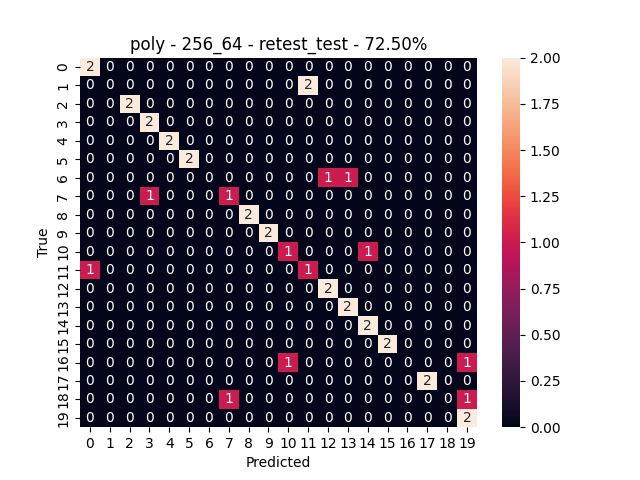 poly - 256_64 - retest_test - 72.50%
True
0 2 0 0 0 0 0 0 0 0 0 0 0 0 0 0 0 0 0 0 0
1 0 0 0 0 0 0 0 0 0 0 0 2 0 0 0 0 0 0 0 0
2 0 0 2 0 0 0 0 0 0 0 0 0 0 0 0 0 0 0 0 0
3 0 0 0 2 0 0 0 0 0 0 0 0 0 0 0 0 0 0 0 0
4 0 0 0 0 2 0 0 0 0 0 0 0 0 0 0 0 0 0 0 0
5 0 0 0 0 0 2 0 0 0 0 0 0 0 0 0 0 0 0 0 0
6 0 0 0 0 0 0 0 0 0 0 0 0 1 1 0 0 0 0 0 0
7 0 0 0 1 0 0 0 1 0 0 0 0 0 0 0 0 0 0 0 0
8 0 0 0 0 0 0 0 0 2 0 0 0 0 0 0 0 0 0 0 0
9 0 0 0 0 0 0 0 0 0 2 0 0 0 0 0 0 0 0 0 0
10 0 0 0 0 0 0 0 0 0 0 1 0 0 0 1 0 0 0 0 0
11 1 0 0 0 0 0 0 0 0 0 0 1 0 0 0 0 0 0 0 0
12 0 0 0 0 0 0 0 0 0 0 0 0 2 0 0 0 0 0 0 0
13 0 0 0 0 0 0 0 0 0 0 0 0 0 2 0 0 0 0 0 0
14 0 0 0 0 0 0 0 0 0 0 0 0 0 0 2 0 0 0 0 0
15 0 0 0 0 0 0 0 0 0 0 0 0 0 0 0 2 0 0 0 0
16 0 0 0 0 0 0 0 0 0 0 1 0 0 0 0 0 0 0 0 1
17 0 0 0 0 0 0 0 0 0 0 0 0 0 0 0 0 0 2 0 0
18 0 0 0 0 0 0 0 1 0 0 0 0 0 0 0 0 0 0 0 1
19 0 0 0 0 0 0 0 0 0 0 0 0 0 0 0 0 0 0 0 2
0 1 2 3 4 5 6 7 8 9 10 11 12 13 14 15 16 17 18 19
Predicted
2.00
1.75
1.50
1.25
1.00
0.75
0.50
0.25
0.00